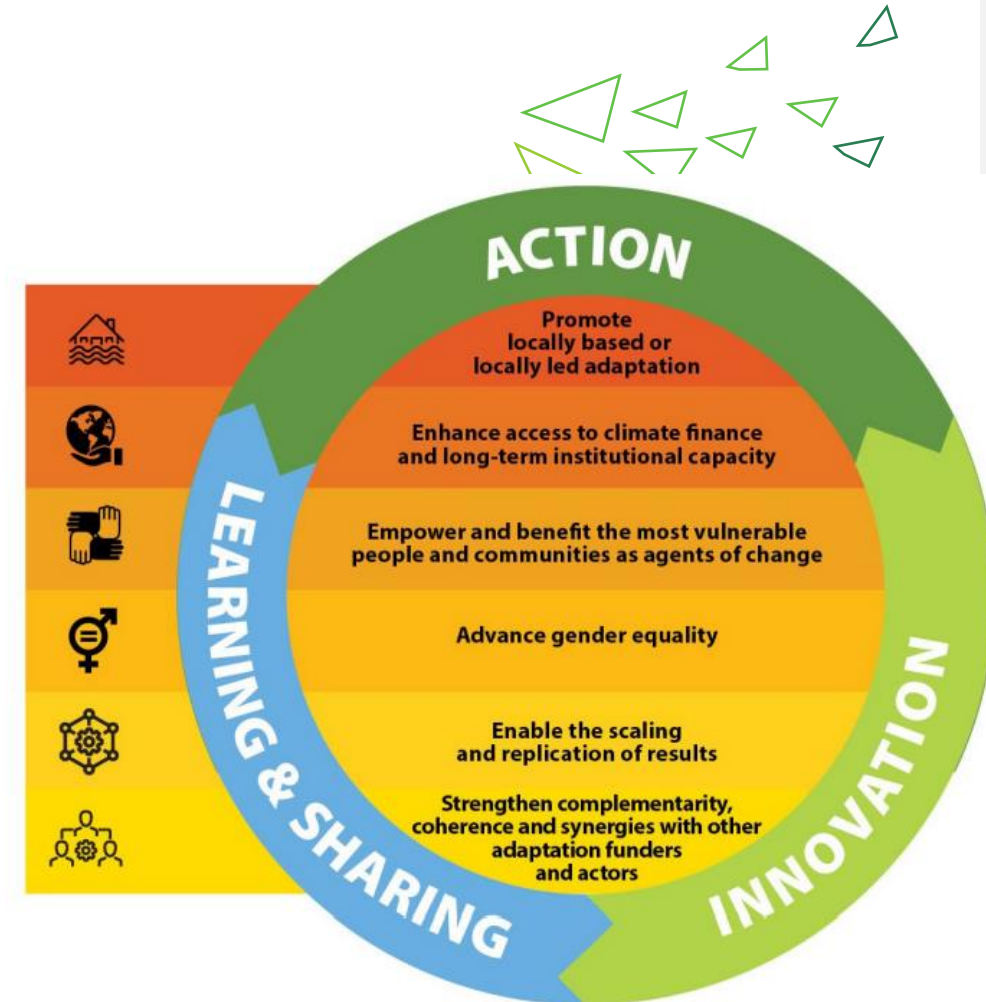 ACTION
Promote
locally based or
locally led adaptation
Enhance access to climate finance
and long-term institutional capacity
Empower and benefit the most vulnerable
people and communities as agents of change
Advance gender equality
Enable the scaling
and replication of results
Strengthen complementarity,
coherence and synergies with other
adaptation funders
and actors
LEARNING & SHARING
INNOVATION